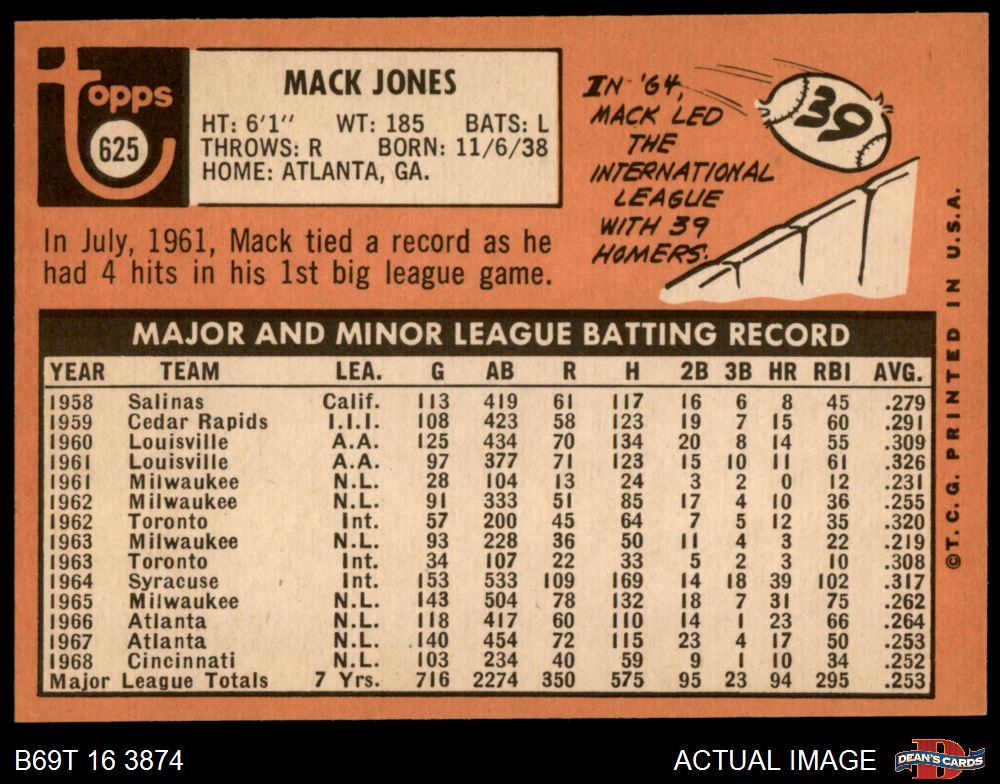 Topps
625
MACK JONES
HT: 6'1" WT: 185 BATS: L
THROWS: R BORN: 11/6/38
HOME: ATLANTA, GA.
In July, 1961, Mack tied a record as he
had 4 hits in his 1st big league game.
IN '64,
MACK LED
THE
INTERNATIONAL
LEAGUE
WITH 39
HOMERS.
39
MAJOR AND MINOR LEAGUE BATTING RECORD
YEAR TEAM LEA. G AB R H 2B 3B HR RBI AVG.
1958 Salinas Calif. 113 419 61 117 16 6 8 45 .279
1959 Cedar Rapids I.I.I. 108 423 58 123 19 7 15 60 .291
1960 Louisville A.A. 125 434 70 134 20 8 14 55 .309
1961 Louisville A.A. 97 377 71 123 15 10 11 61 .326
1961 Milwaukee N.L. 28 104 13 24 3 2 0 12 .231
1962 Milwaukee N.L. 91 333 51 85 17 4 10 36 .255
1962 Toronto Int. 57 200 45 64 7 5 12 35 .320
1963 Milwaukee N.L. 93 228 36 50 11 4 3 22 .219
1963 Toronto Int. 34 107 22 33 5 2 3 10 .308
1964 Syracuse Int. 153 533 109 169 14 18 39 102 .317
1965 Milwaukee N.L. 143 504 78 132 18 7 31 75 .262
1966 Atlanta N.L. 118 417 60 110 14 1 23 66 .264
1967 Atlanta N.L. 140 454 72 115 23 4 17 50 .253
1968 Cincinnati N.L. 103 234 40 59 9 1 10 34 .252
Major League Totals 7 Yrs. 716 2274 350 575 95 23 94 295 .253
©T. C. G. PRINTED IN U.S.A.
B69T 16 3874
ACTUAL IMAGE
DEAN'S CARDS